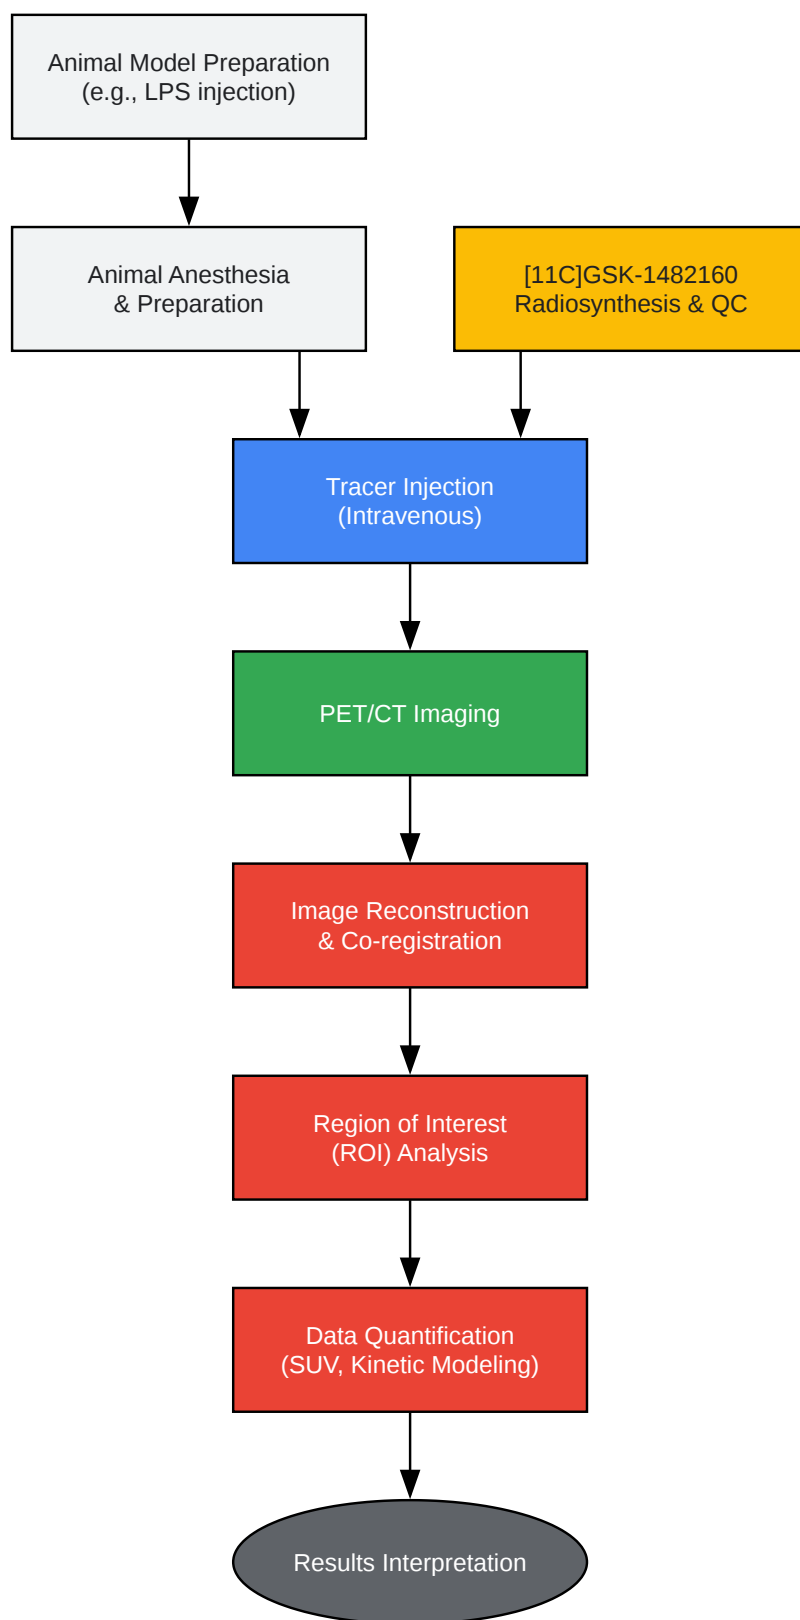 Animal Model Preparation
(e.g., LPS injection)
Animal Anesthesia
& Preparation
[11C]GSK-1482160
Radiosynthesis & QC
Tracer Injection
(Intravenous)
PET/CT Imaging
Image Reconstruction
& Co-registration
Region of Interest
(ROI) Analysis
Data Quantification
(SUV, Kinetic Modeling)
Results Interpretation